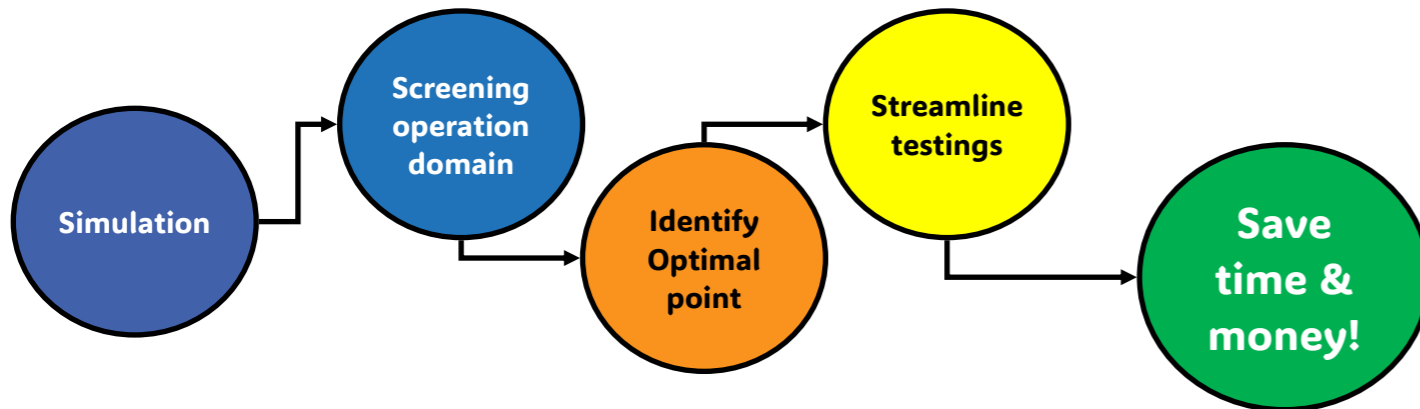 Simulation
Screening
operation
domain
Identify
Optimal
point
Streamline
testings
Save
time &
money!